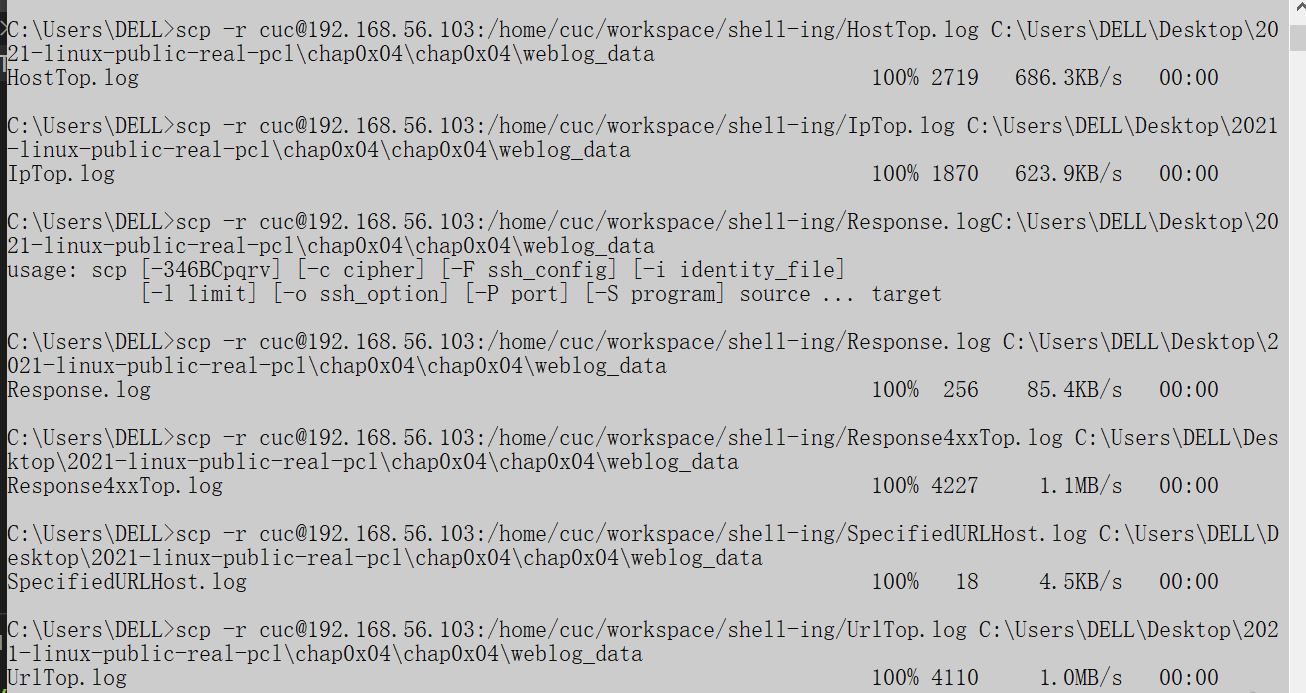 C:\Users\DELL>scp -r cuc@192.168.56.103:/home/cuc/workspace/shell-ing/HostTop.log C:\Users\DELL\Desktop\20
21-linux-public-real-pcl\chap0x04\chap0x04\weblog_data
HostTop.log 100% 2719 686.3KB/s 00:00
C:\Users\DELL>scp -r cuc@192.168.56.103:/home/cuc/workspace/shell-ing/IpTop.log C:\Users\DELL\Desktop\2021
-linux-public-real-pcl\chap0x04\chap0x04\weblog_data
IpTop.log 100% 1870 623.9KB/s 00:00
C:\Users\DELL>scp -r cuc@192.168.56.103:/home/cuc/workspace/shell-ing/Response.logC:\Users\DELL\Desktop\20
21-linux-public-real-pcl\chap0x04\chap0x04\weblog_data
usage: scp [-346BCpqrv] [-c cipher] [-F ssh_config] [-i identity_file]
[-l limit] [-o ssh_option] [-P port] [-S program] source ... target
C:\Users\DELL>scp -r cuc@192.168.56.103:/home/cuc/workspace/shell-ing/Response.log C:\Users\DELL\Desktop\2
021-linux-public-real-pcl\chap0x04\chap0x04\weblog_data
Response.log 100% 256 85.4KB/s 00:00
C:\Users\DELL>scp -r cuc@192.168.56.103:/home/cuc/workspace/shell-ing/Response4xxTop.log C:\Users\DELL\Des
ktop\2021-linux-public-real-pcl\chap0x04\chap0x04\weblog_data
Response4xxTop.log 100% 4227 1.1MB/s 00:00
C:\Users\DELL>scp -r cuc@192.168.56.103:/home/cuc/workspace/shell-ing/SpecifiedURLHost.log C:\Users\DELL\D
esktop\2021-linux-public-real-pcl\chap0x04\chap0x04\weblog_data
SpecifiedURLHost.log 100% 18 4.5KB/s 00:00
C:\Users\DELL>scp -r cuc@192.168.56.103:/home/cuc/workspace/shell-ing/UrlTop.log C:\Users\DELL\Desktop\202
1-linux-public-real-pcl\chap0x04\chap0x04\weblog_data
UrlTop.log 100% 4110 1.0MB/s 00:00